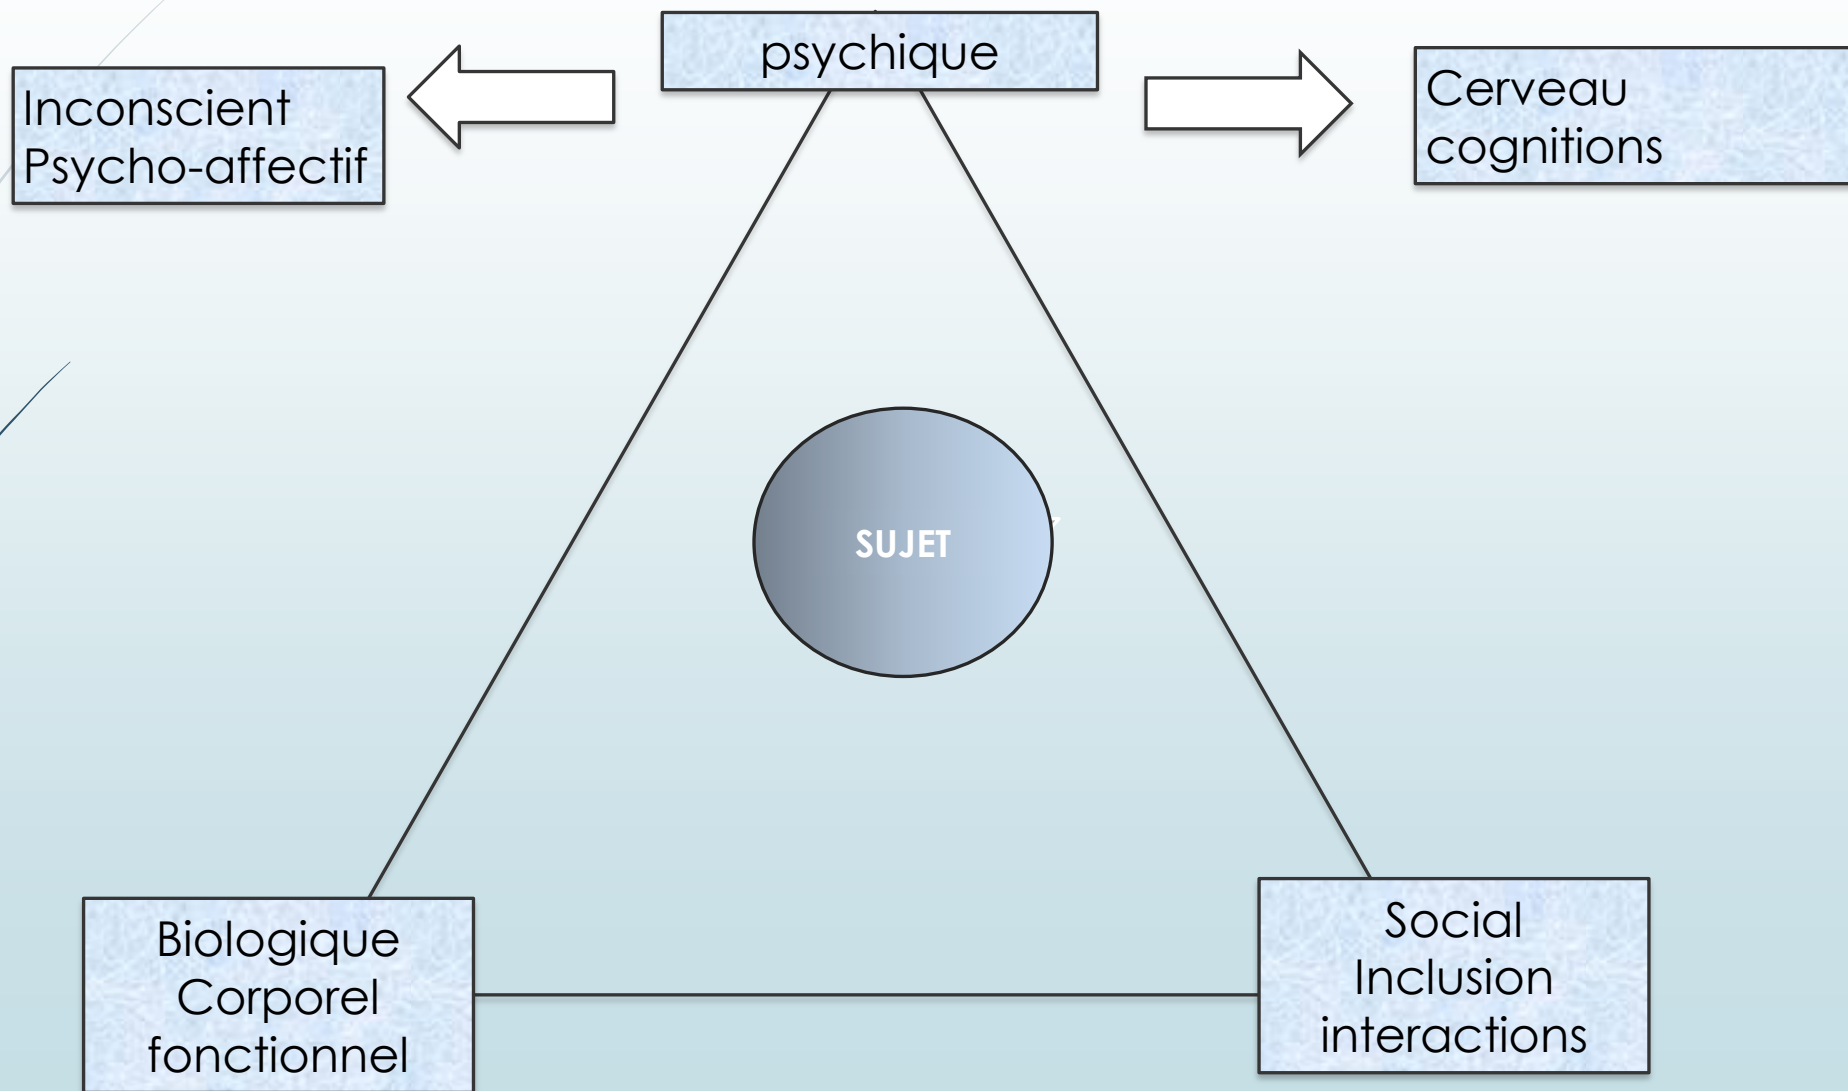 psychique
Inconscient
Psycho-affectif
Cerveau
cognitions
SUJET
Biologique
Corporel
fonctionnel
Social
Inclusion
interactions